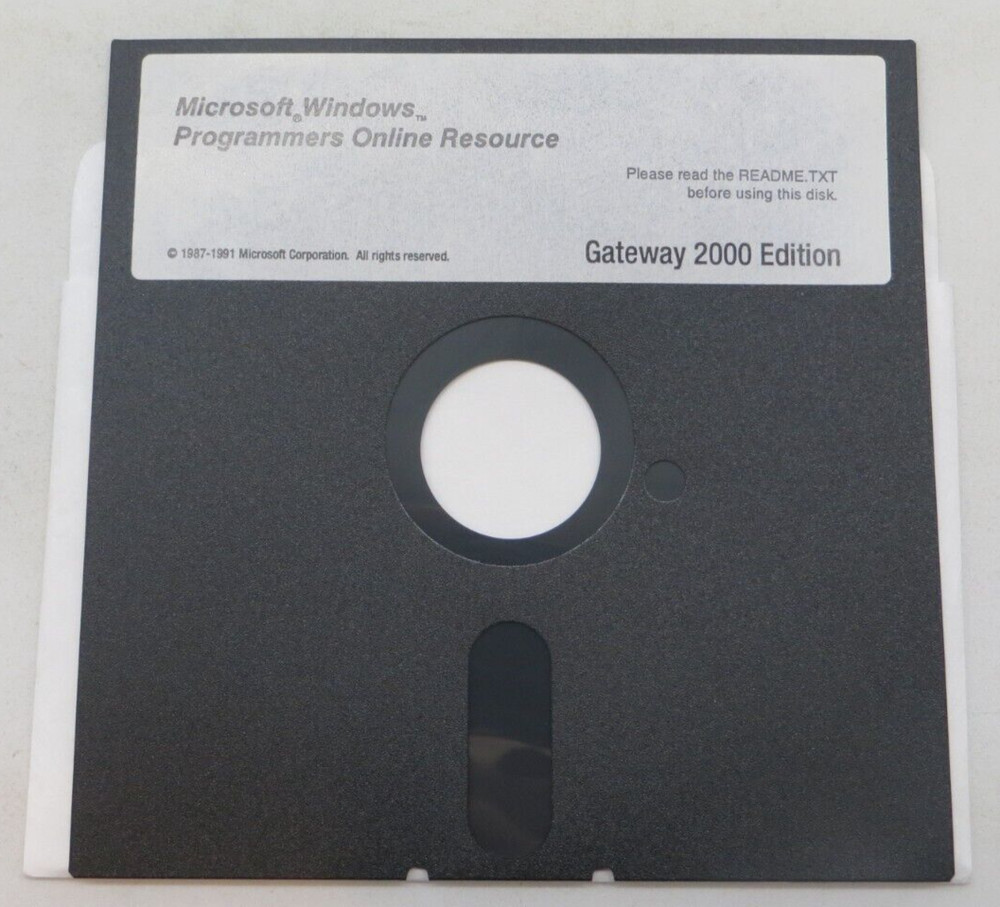 Microsoft® Windows™
Programmers Online Resource
Please read the README.TXT
before using this disk.
© 1987-1991 Microsoft Corporation. All rights reserved.
Gateway 2000 Edition